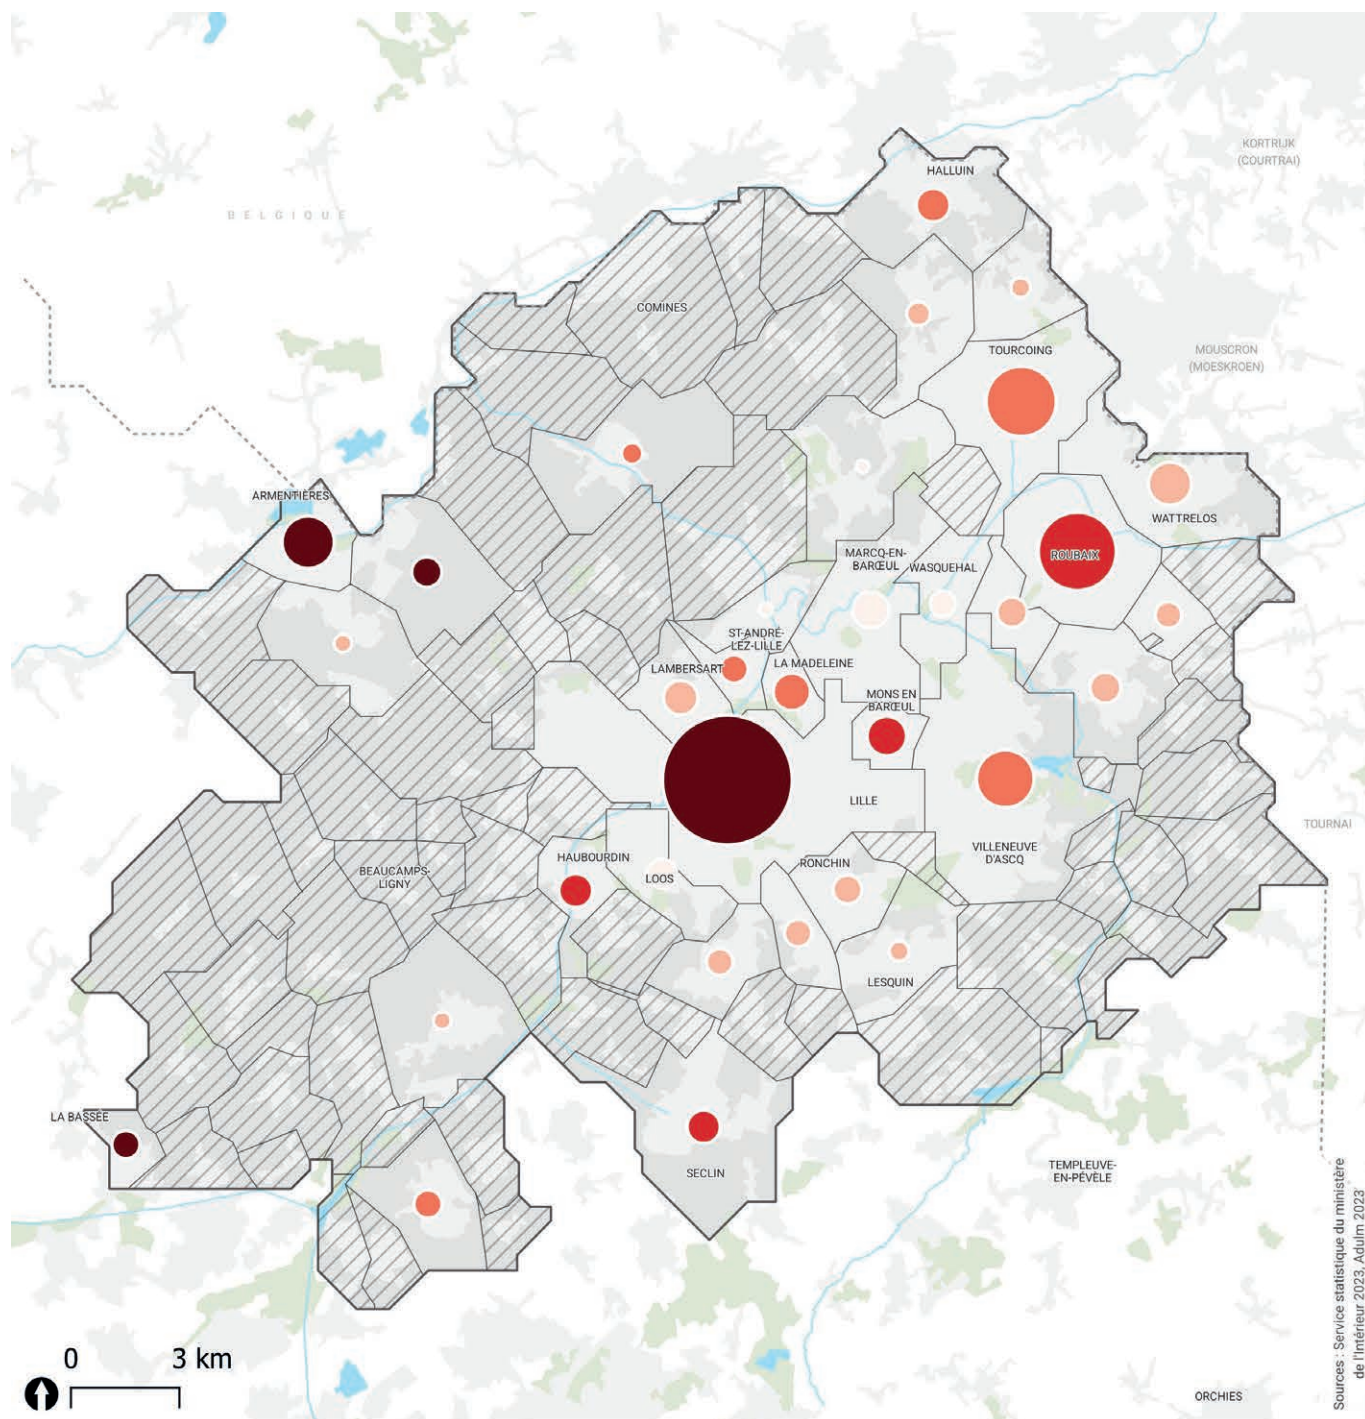 KORTRIJK
(COURTRAI)
HALLUIN
BELGIQUE
COMINES
TOURCOING
MOUSCRON
(MOESKROEN)
ARMENTIÈRES
WATTRELOS
MARCQ-EN-
BARŒUL
WASQUEHAL
ROUBAIX
ST-ANDRÉ-
LEZ-LILLE
LAMBERSART
LA MADELEINE
MONS EN
BARŒUL
LILLE
TOURNAI
VILLENEUVE
D'ASCQ
HAUBOURDIN
RONCHIN
BEAUCAMPS-
LIGNY
LOOS
LESQUIN
LA BASSÉE
SECLIN
TEMPLEUVE-
EN-PÉVÈLE
0 3 km
ORCHIES
Sources : Service statistique du ministère
de l'Intérieur 2023, Adulm 2023